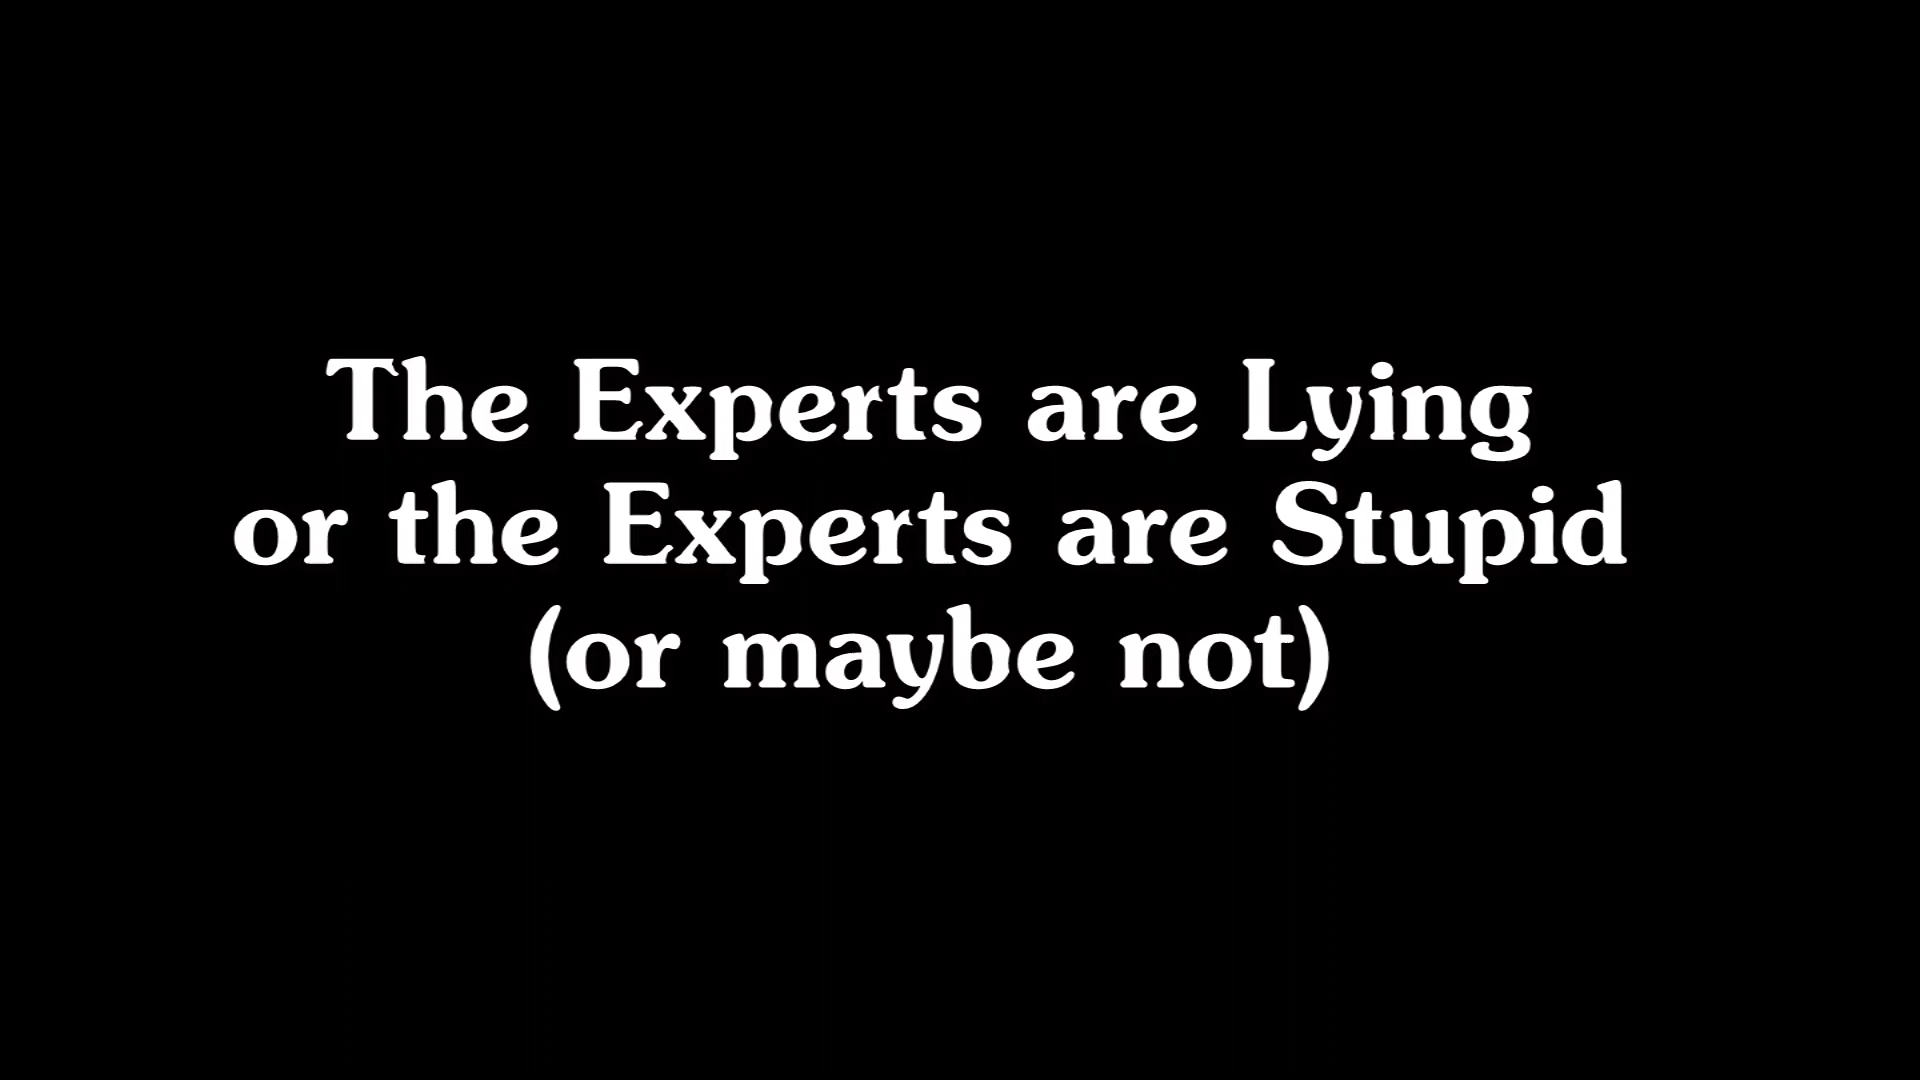 The Experts are Lying
or the Experts are Stupid
(or maybe not)